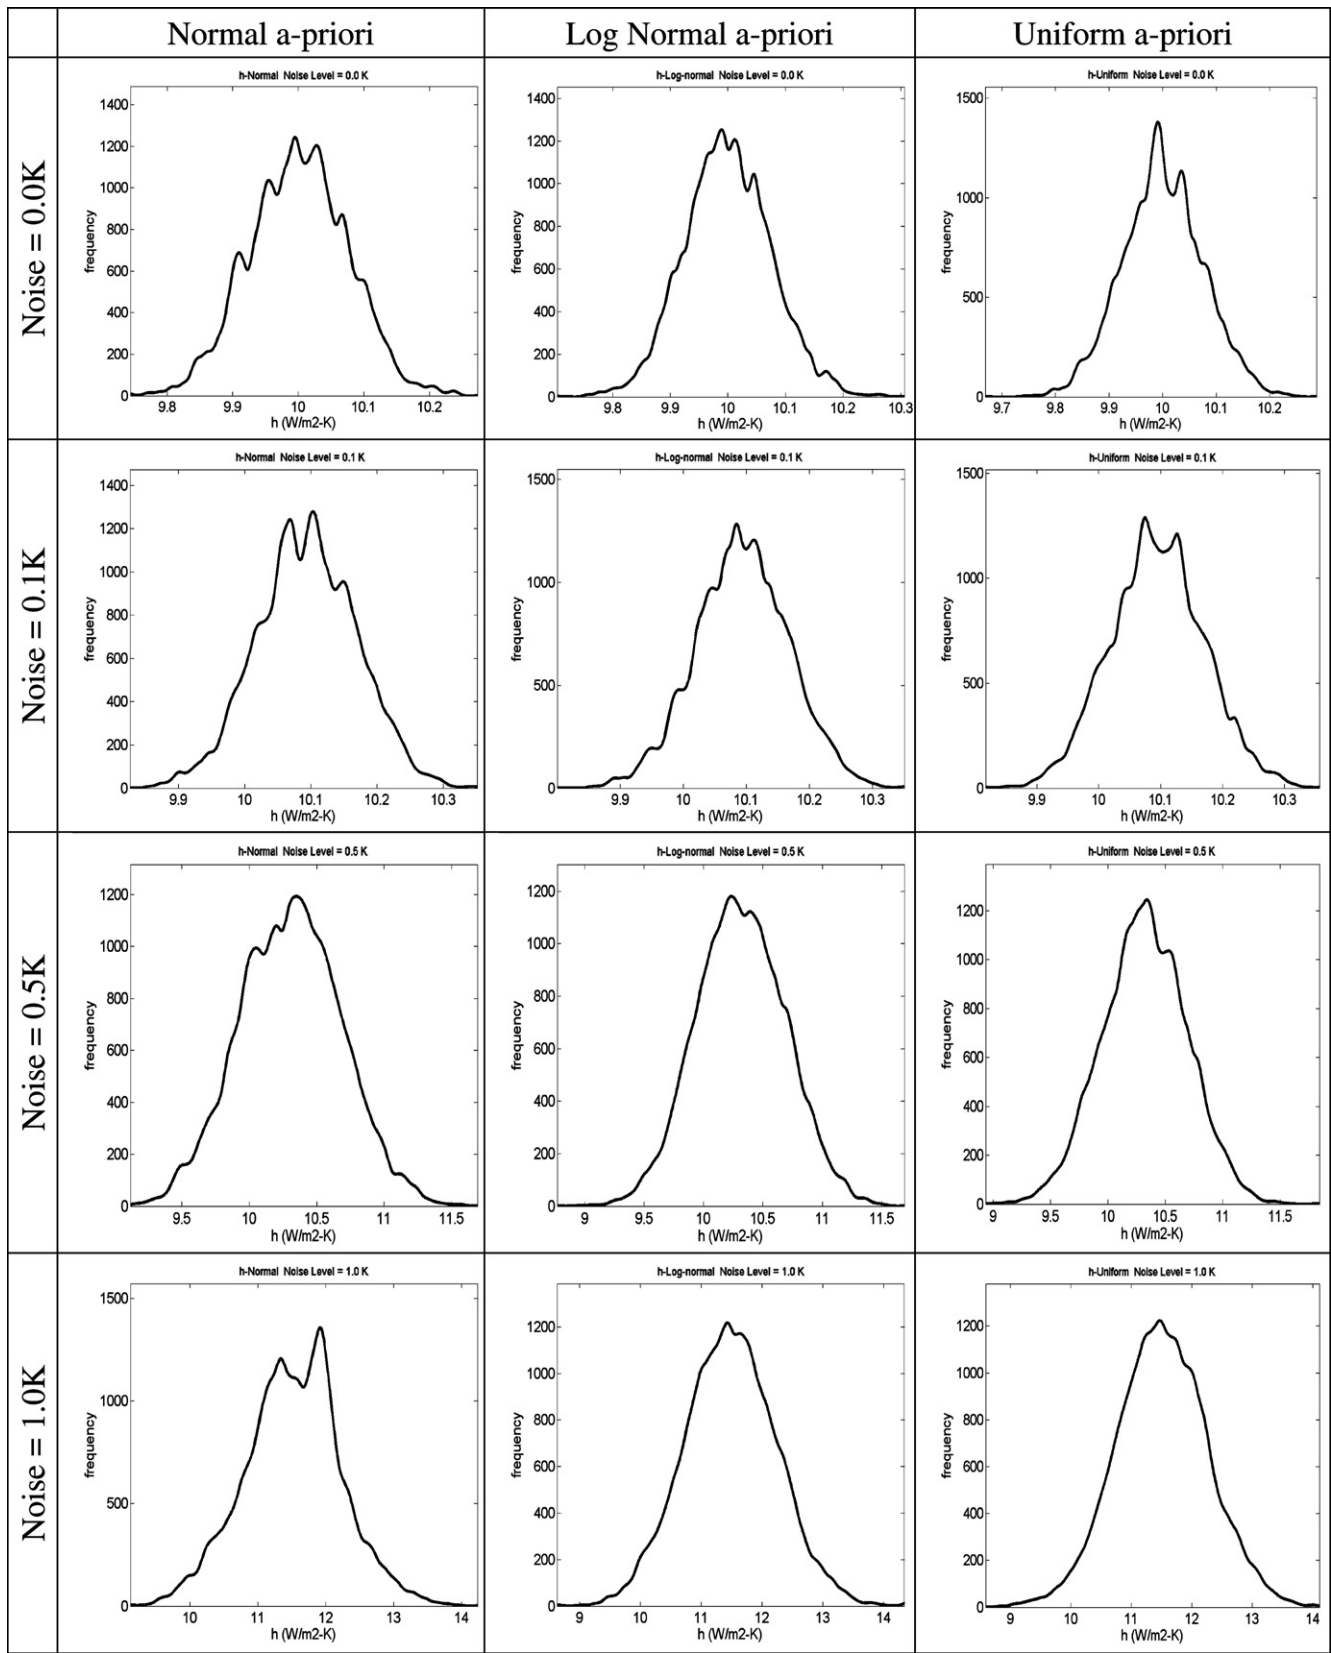 Normal a-priori
Log Normal a-priori
Uniform a-priori
Noise = 0.0K
h-Normal Noise Level = 0.0 K
1400
1200
1000
800
600
400
200
0
frequency
9.8 9.9 10 10.1 10.2
h (W/m2-K)
h-Log-normal Noise Level = 0.0 K
1400
1200
1000
800
600
400
200
0
frequency
9.8 9.9 10 10.1 10.2 10.3
h (W/m2-K)
h-Uniform Noise Level = 0.0 K
1500
1000
500
0
frequency
9.7 9.8 9.9 10 10.1 10.2
h (W/m2-K)
Noise = 0.1K
h-Normal Noise Level = 0.1 K
1400
1200
1000
800
600
400
200
0
frequency
9.9 10 10.1 10.2 10.3
h (W/m2-K)
h-Log-normal Noise Level = 0.1 K
1500
1000
500
0
frequency
9.9 10 10.1 10.2 10.3
h (W/m2-K)
h-Uniform Noise Level = 0.1 K
1500
1000
500
0
frequency
9.9 10 10.1 10.2 10.3
h (W/m2-K)
Noise = 0.5K
h-Normal Noise Level = 0.5 K
1200
1000
800
600
400
200
0
frequency
9.5 10 10.5 11 11.5
h (W/m2-K)
h-Log-normal Noise Level = 0.5 K
1200
1000
800
600
400
200
0
frequency
9 9.5 10 10.5 11 11.5
h (W/m2-K)
h-Uniform Noise Level = 0.5 K
1200
1000
800
600
400
200
0
frequency
9 9.5 10 10.5 11 11.5
h (W/m2-K)
Noise = 1.0K
h-Normal Noise Level = 1.0 K
1500
1000
500
0
frequency
10 11 12 13 14
h (W/m2-K)
h-Log-normal Noise Level = 1.0 K
1200
1000
800
600
400
200
0
frequency
9 10 11 12 13 14
h (W/m2-K)
h-Uniform Noise Level = 1.0 K
1200
1000
800
600
400
200
0
frequency
9 10 11 12 13 14
h (W/m2-K)